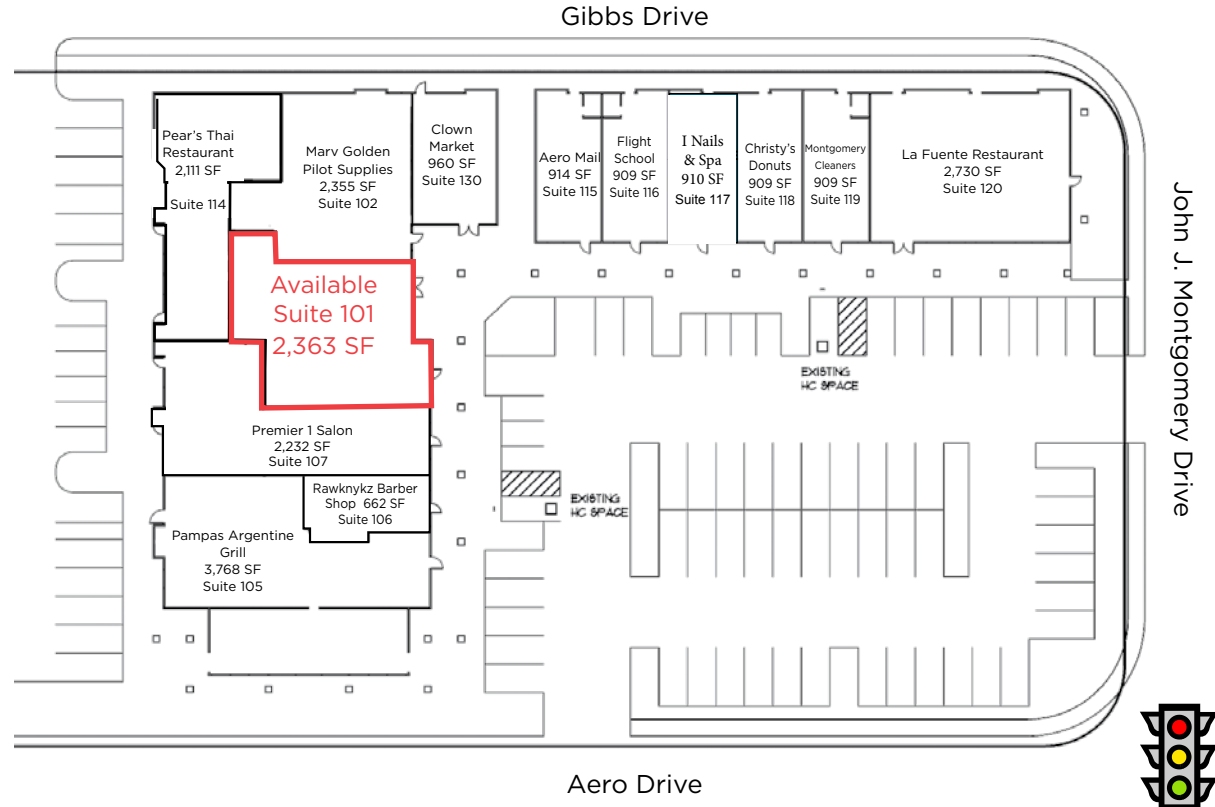 Gibbs Drive
Pear's Thai
Restaurant
2,111 SF
Suite 114
Marv Golden
Pilot Supplies
2,355 SF
Suite 102
Clown
Market
960 SF
Suite 130
Aero Mail
914 SF
Suite 115
Flight
School
909 SF
Suite 116
I Nails
& Spa
910 SF
Suite 117
Christy's
Donuts
909 SF
Suite 118
Montgomery
Cleaners
909 SF
Suite 119
La Fuente Restaurant
2,730 SF
Suite 120
John J. Montgomery Drive
Available
Suite 101
2,363 SF
EXISTING
HC SPACE
Premier 1 Salon
2,232 SF
Suite 107
Rawknykz Barber
Shop 662 SF
Suite 106
EXISTING
HC SPACE
Pampas Argentine
Grill
3,768 SF
Suite 105
Aero Drive